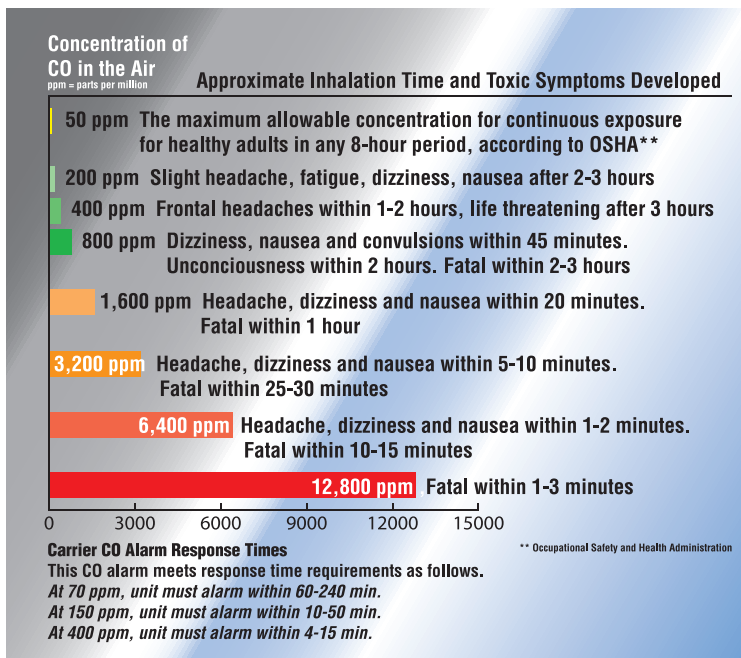 Concentration of
CO in the Air
ppm = parts per million
Approximate Inhalation Time and Toxic Symptoms Developed
50 ppm The maximum allowable concentration for continuous exposure
for healthy adults in any 8-hour period, according to OSHA**
200 ppm Slight headache, fatigue, dizziness, nausea after 2-3 hours
400 ppm Frontal headaches within 1-2 hours, life threatening after 3 hours
800 ppm Dizziness, nausea and convulsions within 45 minutes.
Unconciousness within 2 hours. Fatal within 2-3 hours
1,600 ppm Headache, dizziness and nausea within 20 minutes.
Fatal within 1 hour
3,200 ppm Headache, dizziness and nausea within 5-10 minutes.
Fatal within 25-30 minutes
6,400 ppm Headache, dizziness and nausea within 1-2 minutes.
Fatal within 10-15 minutes
12,800 ppm Fatal within 1-3 minutes
0 3000 6000 9000 12000 15000
Carrier CO Alarm Response Times
** Occupational Safety and Health Administration
This CO alarm meets response time requirements as follows.
At 70 ppm, unit must alarm within 60-240 min.
At 150 ppm, unit must alarm within 10-50 min.
At 400 ppm, unit must alarm within 4-15 min.